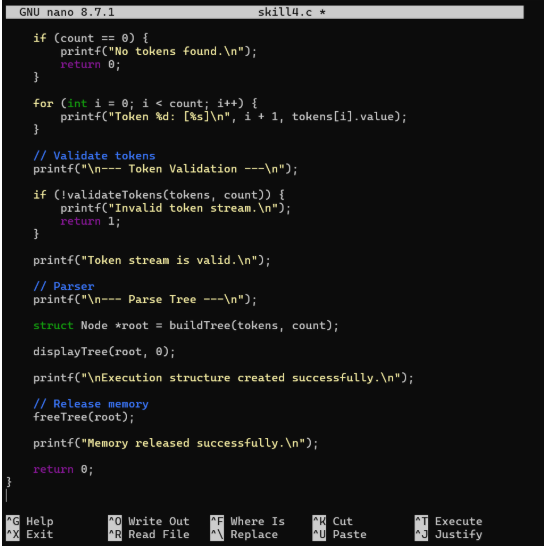 GNU nano 8.7.1 skill4.c *
if (count == 0) {
printf("No tokens found.\n");
return 0;
}
for (int i = 0; i < count; i++) {
printf("Token %d: [%s]\n", i + 1, tokens[i].value);
}
// Validate tokens
printf("\n--- Token Validation ---\n");
if (!validateTokens(tokens, count)) {
printf("Invalid token stream.\n");
return 1;
}
printf("Token stream is valid.\n");
// Parser
printf("\n--- Parse Tree ---\n");
struct Node *root = buildTree(tokens, count);
displayTree(root, 0);
printf("\nExecution structure created successfully.\n");
// Release memory
freeTree(root);
printf("Memory released successfully.\n");
return 0;
}
^G Help ^O Write Out ^F Where Is ^K Cut ^T Execute
^X Exit ^R Read File ^\ Replace ^U Paste ^J Justify